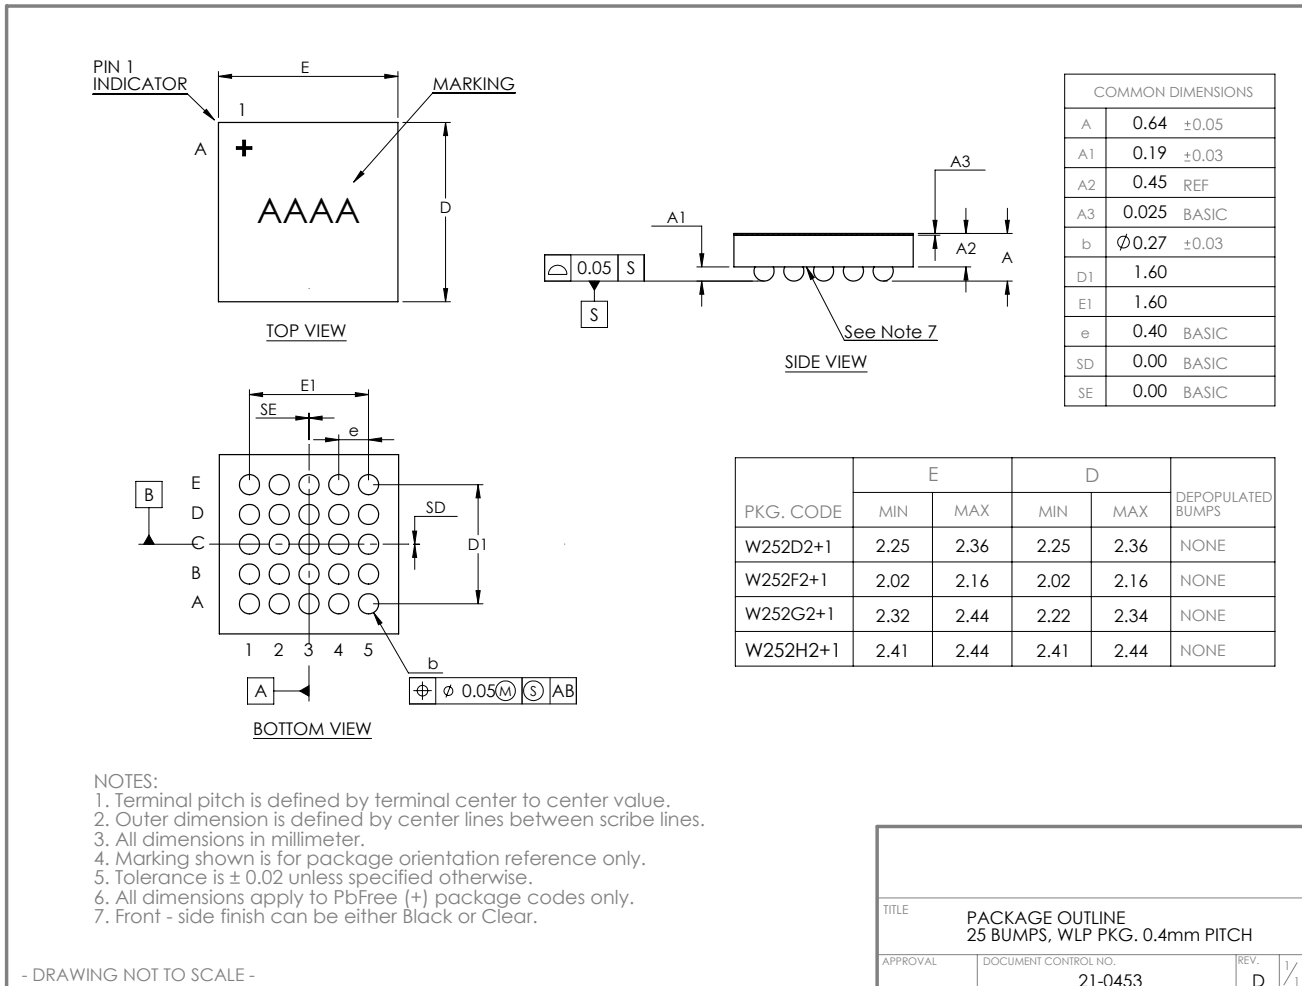 PIN 1
INDICATOR
E
MARKING
1
A
AAAA
D
TOP VIEW
A3
A1
A2
A
⌓ 0.05 S
S
See Note 7
SIDE VIEW
COMMON DIMENSIONS
A 0.64 ±0.05
A1 0.19 ±0.03
A2 0.45 REF
A3 0.025 BASIC
b Ø0.27 ±0.03
D1 1.60
E1 1.60
e 0.40 BASIC
SD 0.00 BASIC
SE 0.00 BASIC
E1
SE
e
E
D
C
B
A
B
SD
D1
1 2 3 4 5
b
A
⌖ Ø 0.05Ⓜ Ⓢ AB
BOTTOM VIEW
PKG. CODE E D DEPOPULATED
BUMPS
MIN MAX MIN MAX
W252D2+1 2.25 2.36 2.25 2.36 NONE
W252F2+1 2.02 2.16 2.02 2.16 NONE
W252G2+1 2.32 2.44 2.22 2.34 NONE
W252H2+1 2.41 2.44 2.41 2.44 NONE
NOTES:
1. Terminal pitch is defined by terminal center to center value.
2. Outer dimension is defined by center lines between scribe lines.
3. All dimensions in millimeter.
4. Marking shown is for package orientation reference only.
5. Tolerance is ± 0.02 unless specified otherwise.
6. All dimensions apply to PbFree (+) package codes only.
7. Front - side finish can be either Black or Clear.
- DRAWING NOT TO SCALE -
TITLE
PACKAGE OUTLINE
25 BUMPS, WLP PKG. 0.4mm PITCH
APPROVAL
DOCUMENT CONTROL NO.
21-0453
REV.
D
1/1